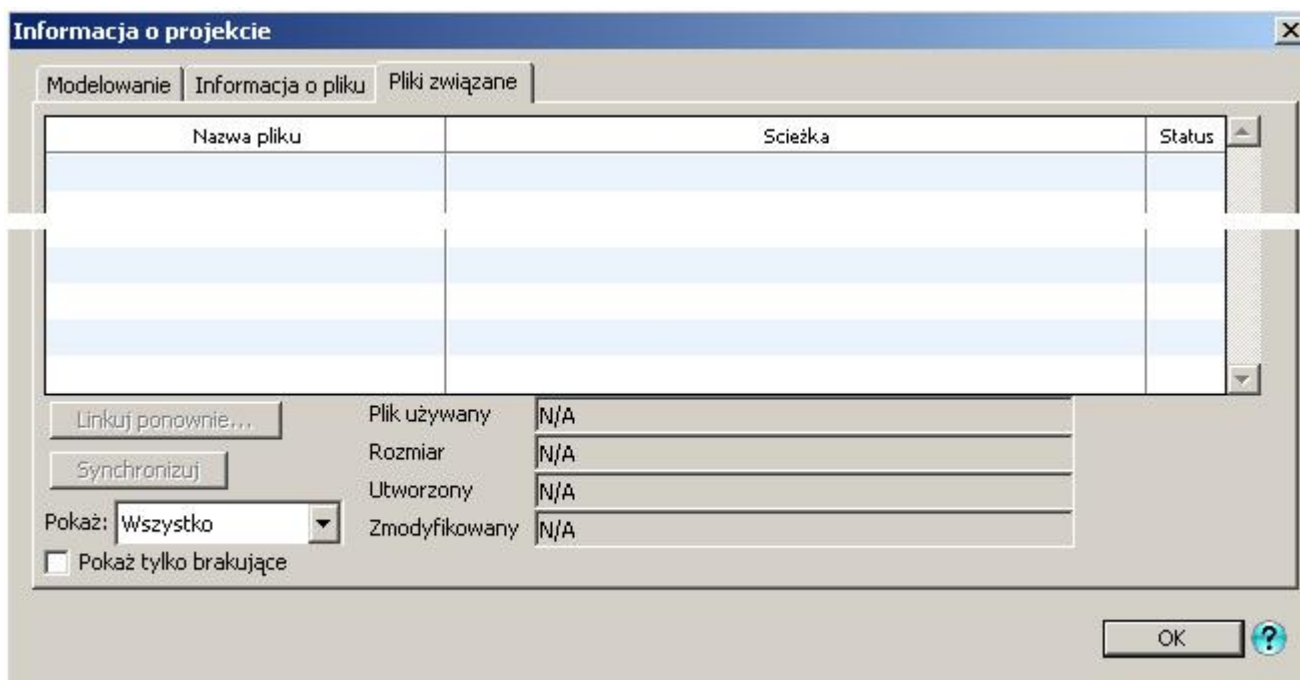 Informacja o projekcie
Modelowanie Informacja o pliku Pliki związane
Nazwa pliku Scieżka Status
Linkuj ponownie...
Synchronizuj
Pokaż: Wszystko
Pokaż tylko brakujące
Plik używany N/A
Rozmiar N/A
Utworzony N/A
Zmodyfikowany N/A
OK ?